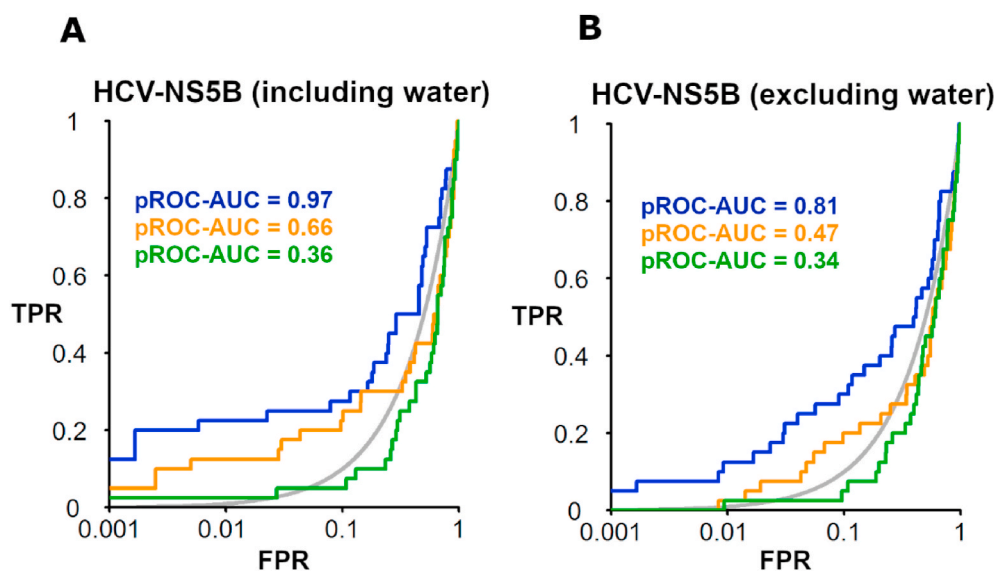 A
HCV-NS5B (including water)
1
0.8
0.6
0.4
0.2
0
TPR
pROC-AUC = 0.97
pROC-AUC = 0.66
pROC-AUC = 0.36
0.001
0.01
0.1
1
FPR
B
HCV-NS5B (excluding water)
1
0.8
0.6
0.4
0.2
0
TPR
pROC-AUC = 0.81
pROC-AUC = 0.47
pROC-AUC = 0.34
0.001
0.01
0.1
1
FPR